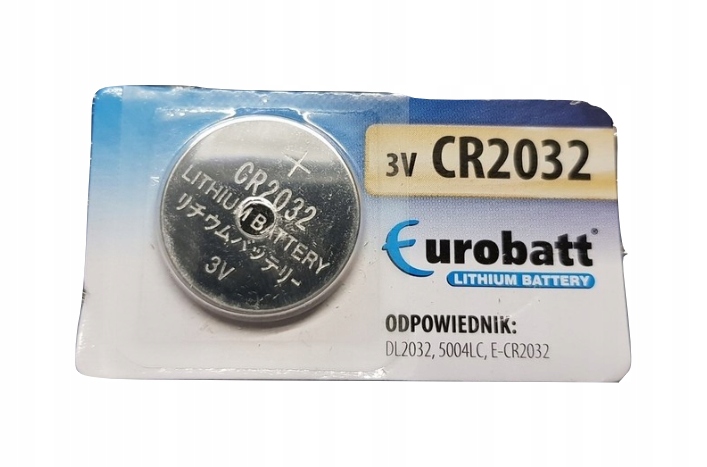 +
CR2032
LITHIUM BATTERY
リチウムバッテリー
3V
3V CR2032
Eurobatt®
LITHIUM BATTERY
ODPOWIEDNIK:
DL2032, 5004LC, E-CR2032